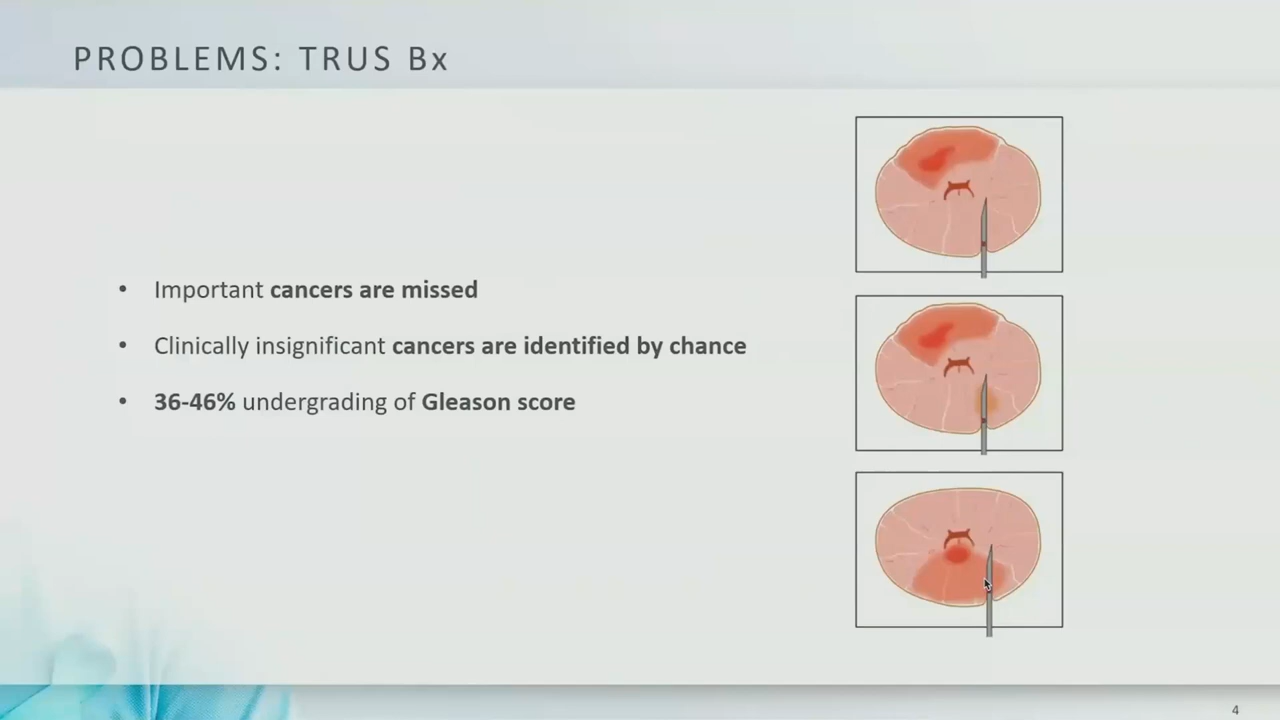 PROBLEMS: TRUS Bx
• Important cancers are missed
• Clinically insignificant cancers are identified by chance
• 36-46% undergrading of Gleason score
4